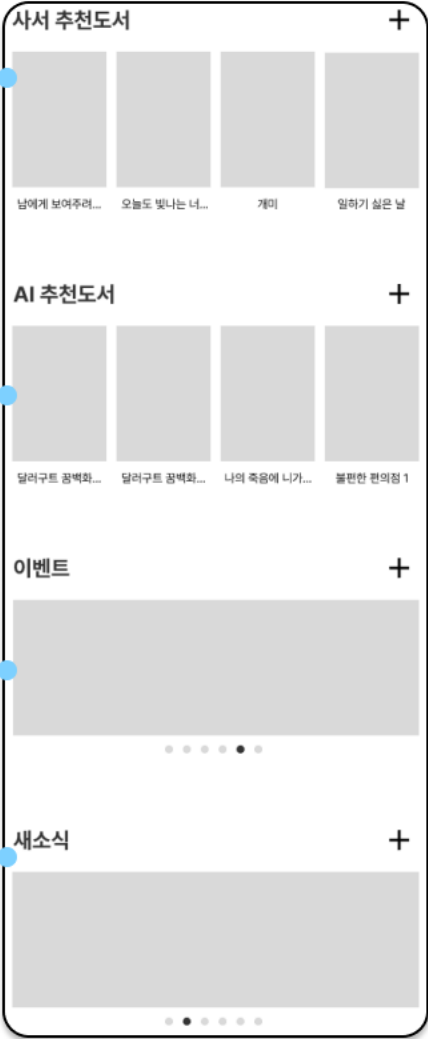 사서 추천도서 +
남에게 보여주려... 오늘도 빛나는 너... 개미 일하기 싫은 날
AI 추천도서 +
달러구트 꿈백화... 달러구트 꿈백화... 나의 죽음에 니가... 불편한 편의점 1
이벤트 +
새소식 +